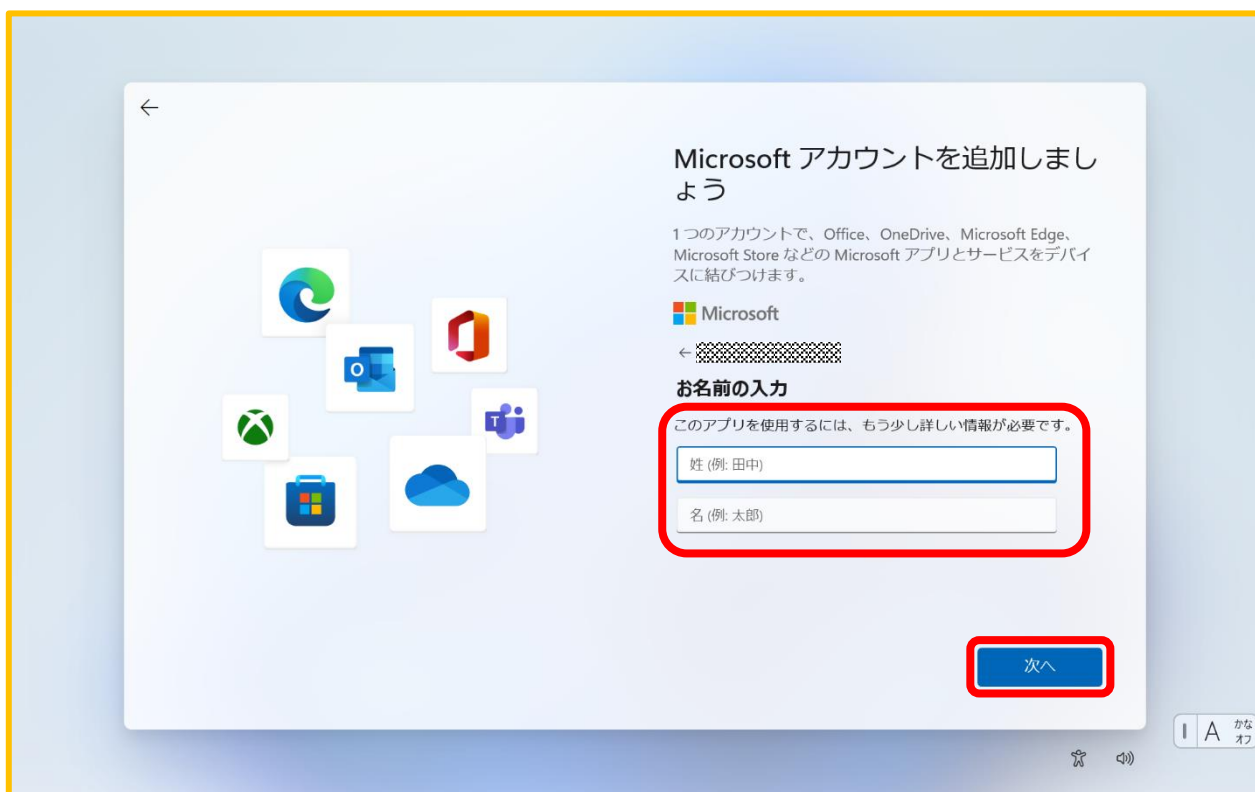 ←
Microsoft アカウントを追加しまし
ょう
1 つのアカウントで、Office、OneDrive、Microsoft Edge、
Microsoft Store などの Microsoft アプリとサービスをデバイ
スに結びつけます。
Microsoft
←
お名前の入力
このアプリを使用するには、もう少し詳しい情報が必要です。
姓 (例: 田中)
名 (例: 太郎)
次へ
A かな
オフ